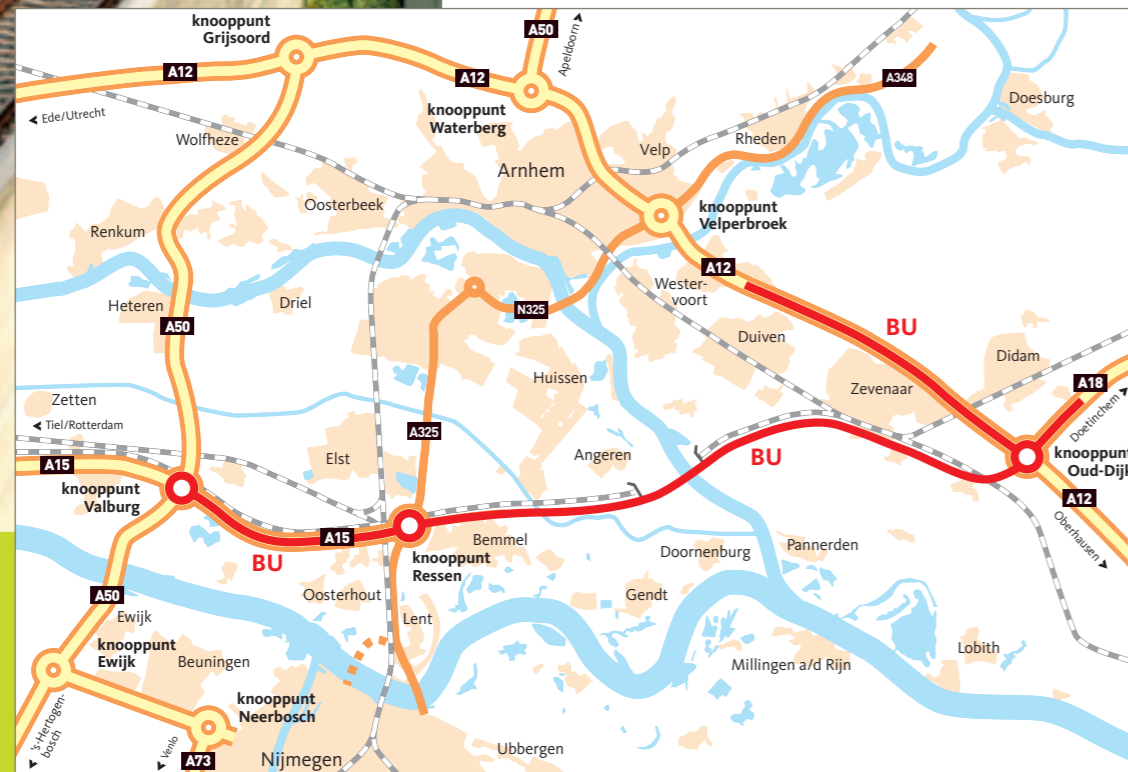 knooppunt
Grijsoord
A50
Apeldoorn
A12
A12
A348
Ede/Utrecht
knooppunt
Waterberg
Doesburg
Wolfheze
Velp
Rheden
Arnhem
Oosterbeek
knooppunt
Velperbroek
Renkum
A12
Wester-
voort
Heteren
Driel
N325
A50
BU
Duiven
Didam
Huissen
Zevenaar
A18
Doetinchem
Zetten
Tiel/Rotterdam
A325
Elst
Angeren
BU
knooppunt
Oud-Dijk
A15
knooppunt
Valburg
A12
Oberhausen
A15
Bemmel
BU
knooppunt
Ressen
Doornenburg
Pannerden
A50
Oosterhout
Gendt
Ewijk
Lent
knooppunt
Ewijk
Beuningen
Lobith
Millingen a/d Rijn
knooppunt
Neerbosch
's-Hertogen-
bosch
Venlo
A73
Nijmegen
Ubbergen